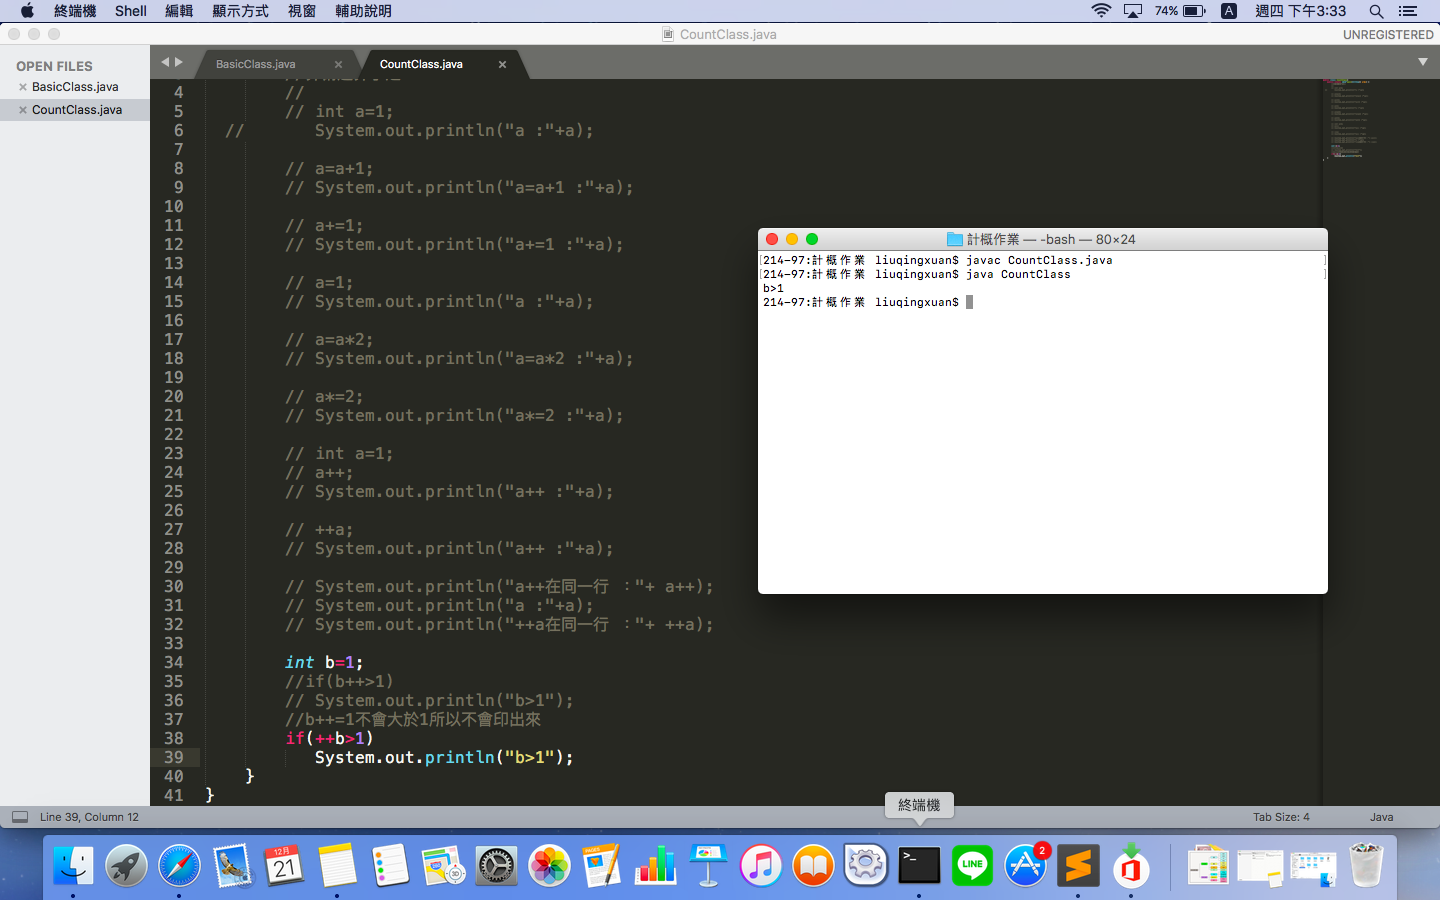 終端機 Shell 編輯 顯示方式 視窗 輔助說明 74% A 週四 下午3:33
CountClass.java UNREGISTERED
OPEN FILES
BasicClass.java
CountClass.java
BasicClass.java × CountClass.java ×
4 //
5 // int a=1;
6 // System.out.println("a :"+a);
7
8 // a=a+1;
9 // System.out.println("a=a+1 :"+a);
10
11 // a+=1;
12 // System.out.println("a+=1 :"+a);
13
14 // a=1;
15 // System.out.println("a :"+a);
16
17 // a=a*2;
18 // System.out.println("a=a*2 :"+a);
19
20 // a*=2;
21 // System.out.println("a*=2 :"+a);
22
23 // int a=1;
24 // a++;
25 // System.out.println("a++ :"+a);
26
27 // ++a;
28 // System.out.println("a++ :"+a);
29
30 // System.out.println("a++在同一行 :"+ a++);
31 // System.out.println("a :"+a);
32 // System.out.println("++a在同一行 :"+ ++a);
33
34 int b=1;
35 //if(b++>1)
36 // System.out.println("b>1");
37 //b++=1不會大於1所以不會印出來
38 if(++b>1)
39 System.out.println("b>1");
40 }
41 }
計概作業 — -bash — 80×24
[214-97:計概作業 liuqingxuan$ javac CountClass.java ]
[214-97:計概作業 liuqingxuan$ java CountClass ]
b>1
214-97:計概作業 liuqingxuan$
終端機
Line 39, Column 12 Tab Size: 4 Java
12月
21
PAGES
3D
>_
LINE
2